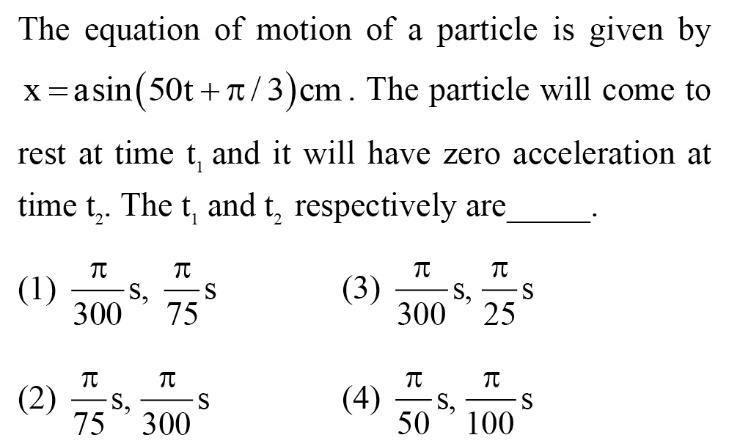 The equation of motion of a particle is given by
x = a sin(50t + π / 3)cm. The particle will come to
rest at time t₁ and it will have zero acceleration at
time t₂. The t₁ and t₂ respectively are_____.
(1) π/300 s, π/75 s (3) π/300 s, π/25 s
(2) π/75 s, π/300 s (4) π/50 s, π/100 s